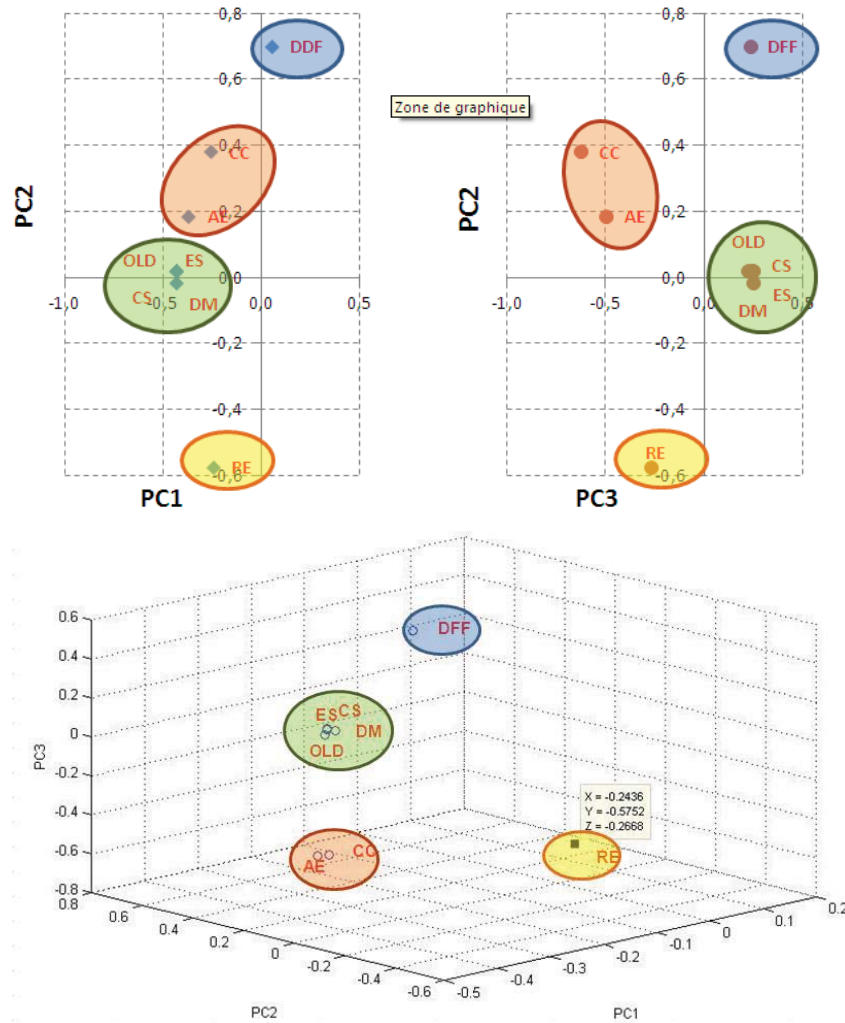 0,8
DDF
0,6
0,4
CC
0,2
AE
PC2
OLD ES
0,0
-1,0 -0,5 0,0 0,5
CS DM
-0,2
-0,4
RE
-0,6
PC1
Zone de graphique
0,8
DFF
0,6
0,4
CC
0,2
AE
PC2
OLD
CS
0,0
-1,0 -0,5 0,0 0,5
ES
DM
-0,2
-0,4
RE
-0,6
PC3
0.6
0.4
0.2
0
-0.2
-0.4
-0.6
-0.8
PC3
DFF
ES CS
DM
OLD
CC
AE
X = -0.2436
Y = -0.5752
Z = -0.2668
RE
0.8
0.6
0.4
0.2
0
-0.2
-0.4
-0.6
PC2
-0.5
-0.4
-0.3
-0.2
-0.1
0
0.1
0.2
PC1